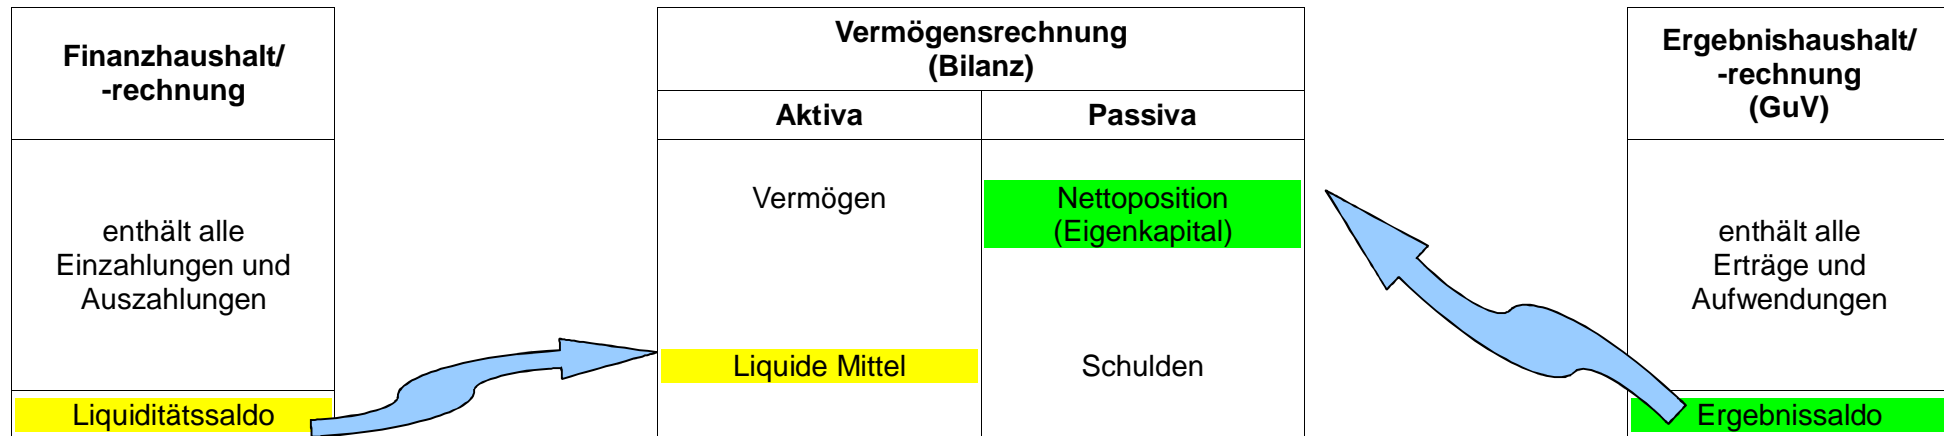 Finanzhaushalt/
-rechnung
enthält alle
Einzahlungen und
Auszahlungen
Liquiditätssaldo
Vermögensrechnung
(Bilanz)
Aktiva
Passiva
Vermögen
Nettoposition
(Eigenkapital)
Liquide Mittel
Schulden
Ergebnishaushalt/
-rechnung
(GuV)
enthält alle
Erträge und
Aufwendungen
Ergebnissaldo